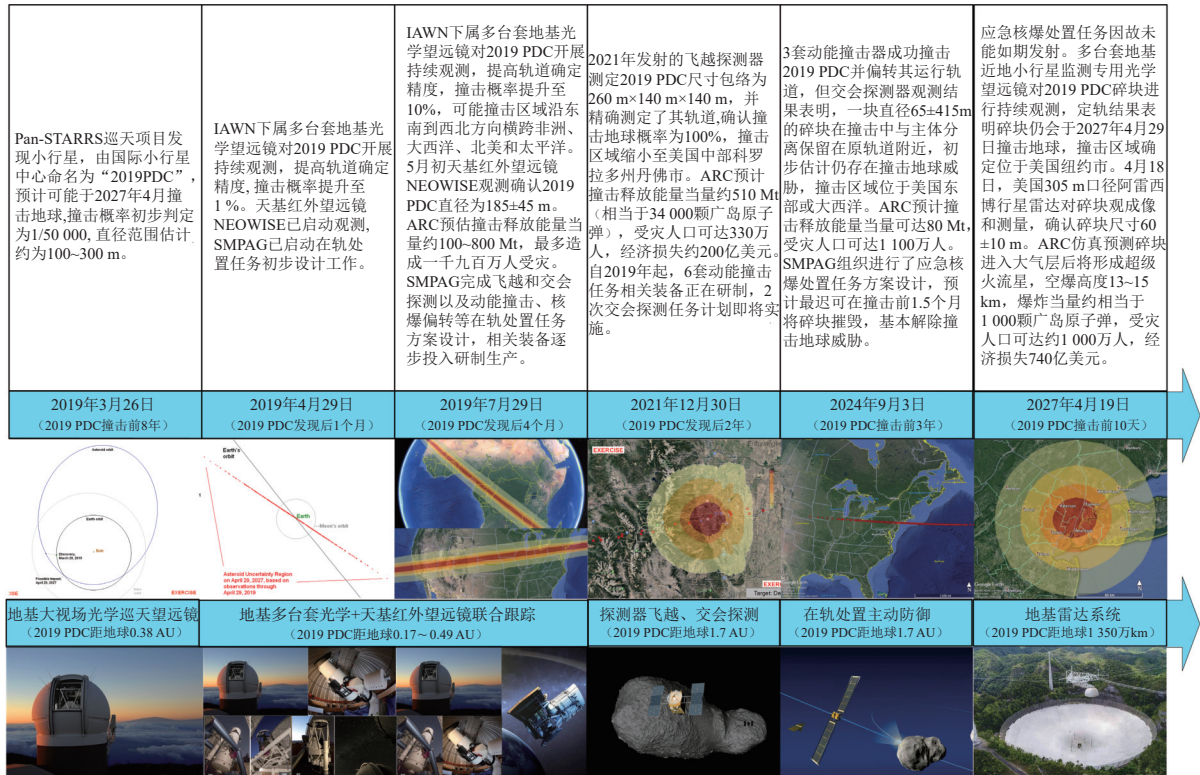 Pan-STARRS巡天项目发
现小行星，由国际小行星
中心命名为“2019PDC”，
预计可能于2027年4月撞
击地球,撞击概率初步判定
为1/50 000, 直径范围估计
约为100~300 m。
IAWN下属多台套地基光
学望远镜对2019 PDC开展
持续观测，提高轨道确定
精度, 撞击概率提升至
1 %。天基红外望远镜
NEOWISE已启动观测,
SMPAG已启动在轨处
置任务初步设计工作。
IAWN下属多台套地基光
学望远镜对2019 PDC开展
持续观测，提高轨道确定
精度，撞击概率提升至
10%，可能撞击区域沿东
南到西北方向横跨非洲、
大西洋、北美和太平洋。
5月初天基红外望远镜
NEOWISE观测确认2019
PDC直径为185±45 m。
ARC预估撞击释放能量当
量约100~800 Mt，最多造
成一千九百万人受灾。
SMPAG完成飞越和交会
探测以及动能撞击、核
爆偏转等在轨处置任务
方案设计，相关装备逐
步投入研制生产。
2021年发射的飞越探测器
测定2019 PDC尺寸包络为
260 m×140 m×140 m，并
精确测定了其轨道,确认撞
击地球概率为100%，撞击
区域缩小至美国中部科罗
拉多州丹佛市。ARC预计
撞击释放能量当量约510 Mt
（相当于34 000颗广岛原子
弹），受灾人口可达330万
人，经济损失约200亿美元。
自2019年起，6套动能撞击
任务相关装备正在研制，2
次交会探测任务计划即将实
施。
3套动能撞击器成功撞击
2019 PDC并偏转其运行轨
道，但交会探测器观测结
果表明，一块直径65±415m
的碎块在撞击中与主体分
离保留在原轨道附近，初
步估计仍存在撞击地球威
胁，撞击区域位于美国东
部或大西洋。ARC预计撞
击释放能量当量可达80 Mt,
受灾人口可达1 100万人。
SMPAG组织进行了应急核
爆处置任务方案设计，预
计最迟可在撞击前1.5个月
将碎块摧毁，基本解除撞
击地球威胁。
应急核爆处置任务因故未
能如期发射。多台套地基
近地小行星监测专用光学
望远镜对2019 PDC碎块进
行持续观测，定轨结果表
明碎块仍会于2027年4月29
日撞击地球，撞击区域确
定位于美国纽约市。4月18
日，美国305 m口径阿雷西
博行星雷达对碎块观成像
和测量，确认碎块尺寸60
±10 m。ARC仿真预测碎块
进入大气层后将形成超级
火流星，空爆高度13~15
km，爆炸当量约相当于
1 000颗广岛原子弹，受灾
人口可达约1 000万人，经
济损失740亿美元。
2019年3月26日
（2019 PDC撞击前8年）
2019年4月29日
（2019 PDC发现后1个月）
2019年7月29日
（2019 PDC发现后4个月）
2021年12月30日
（2019 PDC发现后2年）
2024年9月3日
（2019 PDC撞击前3年）
2027年4月19日
（2019 PDC撞击前10天）
Asteroid orbit
Earth orbit
Sun
Discovery,
March 26, 2019
Possible Impact,
April 29, 2027
Earth's
orbit
Earth
Moon's orbit
Asteroid Uncertainty Region
on April 29, 2027, based on
observations through
April 29, 2019
EXERCISE
EXERCISE
地基大视场光学巡天望远镜
(2019 PDC距地球0.38 AU)
地基多台套光学+天基红外望远镜联合跟踪
(2019 PDC距地球0.17～0.49 AU)
探测器飞越、交会探测
(2019 PDC距地球1.7 AU)
在轨处置主动防御
(2019 PDC距地球1.7 AU)
地基雷达系统
(2019 PDC距地球1 350万km)